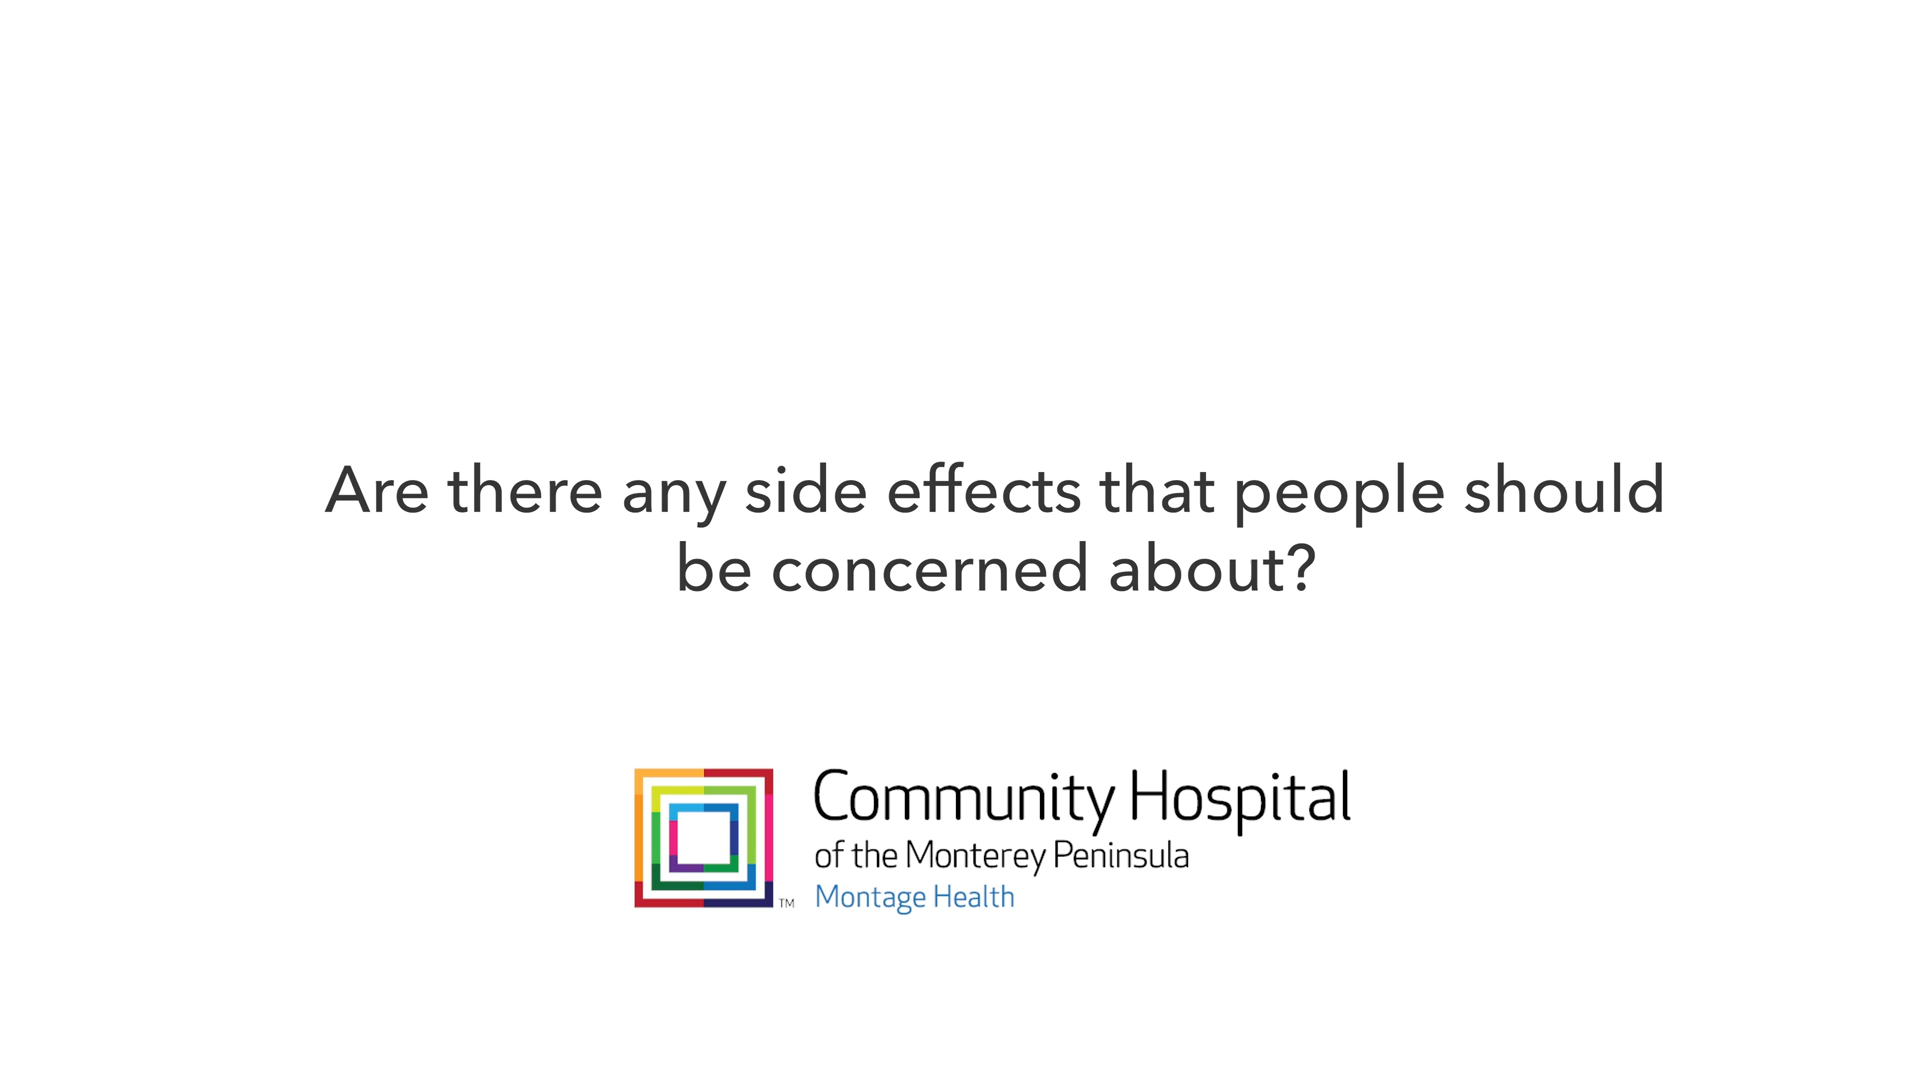 Are there any side effects that people should
be concerned about?
Community Hospital
of the Monterey Peninsula
Montage Health
TM